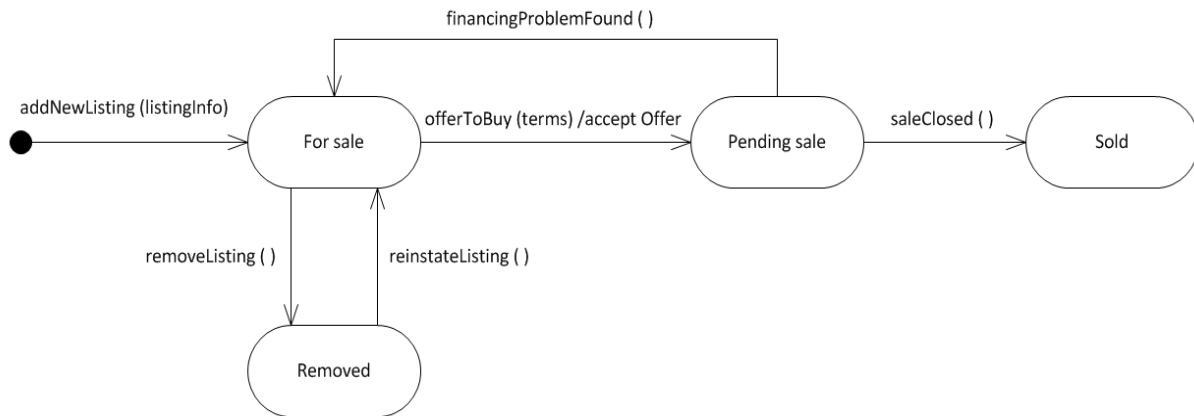 financingProblemFound ( )
addNewListing (listingInfo)
For sale
offerToBuy (terms) /accept Offer
Pending sale
saleClosed ( )
Sold
removeListing ( )
reinstateListing ( )
Removed